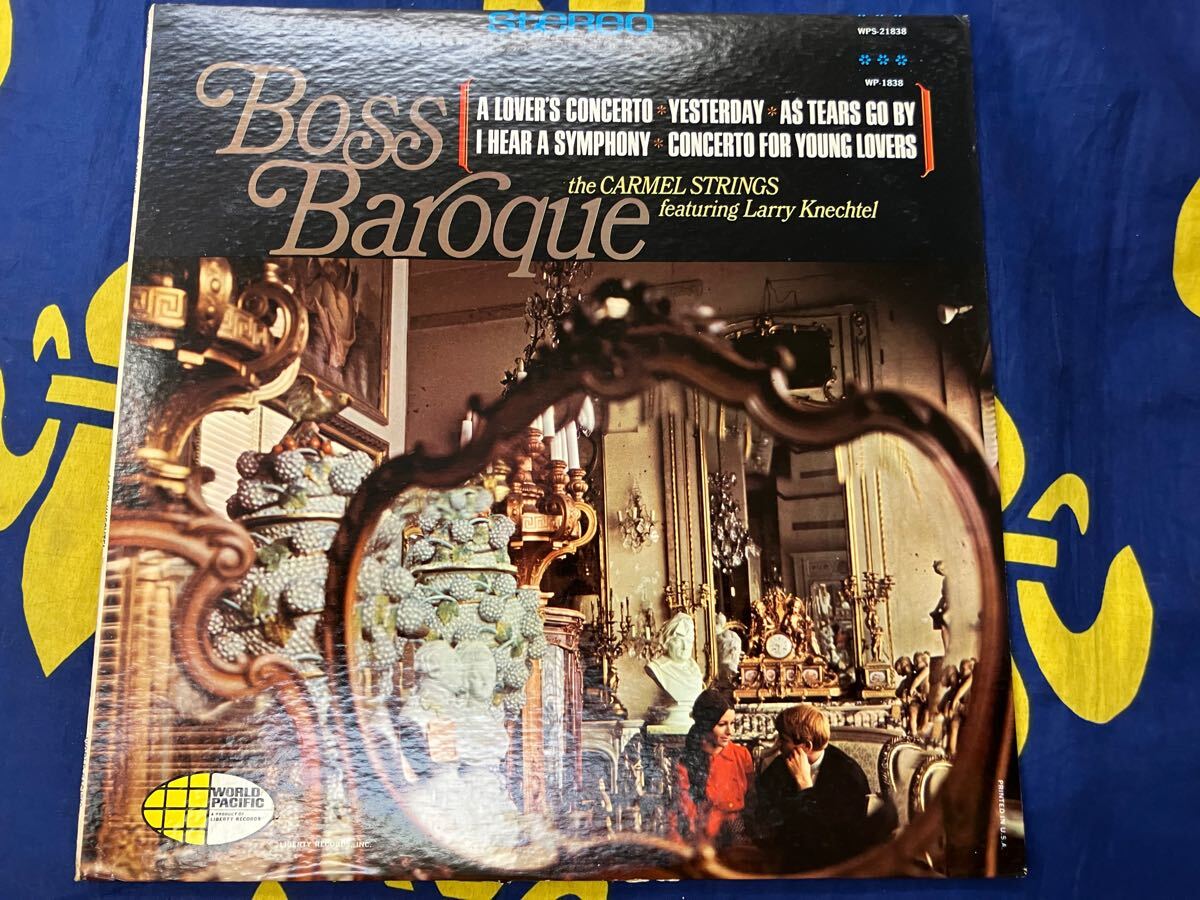 STEREO
WPS-21838
WP-1838
Boss
Baroque
A LOVER'S CONCERTO * YESTERDAY * AS TEARS GO BY
I HEAR A SYMPHONY * CONCERTO FOR YOUNG LOVERS
the CARMEL STRINGS
featuring Larry Knechtel
WORLD
PACIFIC
A PRODUCT OF
LIBERTY RECORDS
LIBERTY RECORDS, INC.
PRINTED IN U.S.A.